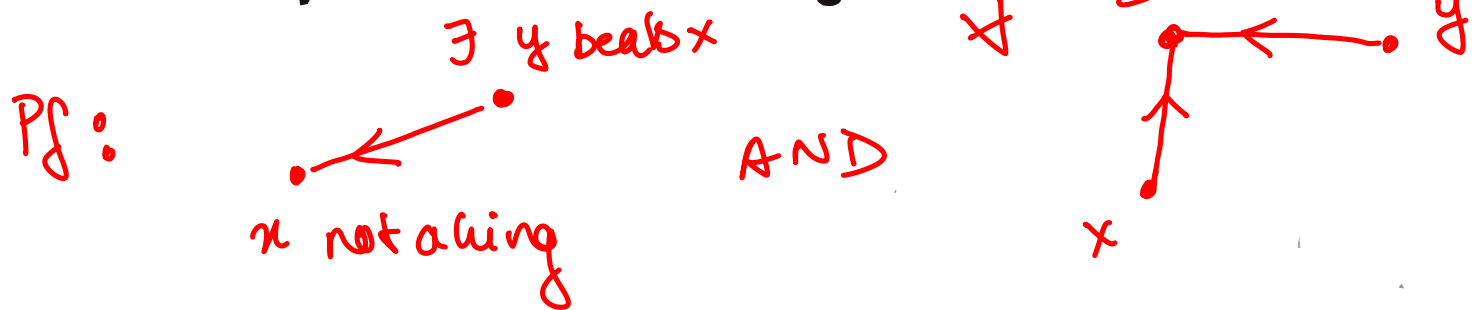 ∃ y beats x
∀ y
Pf:
AND
x not a king
x